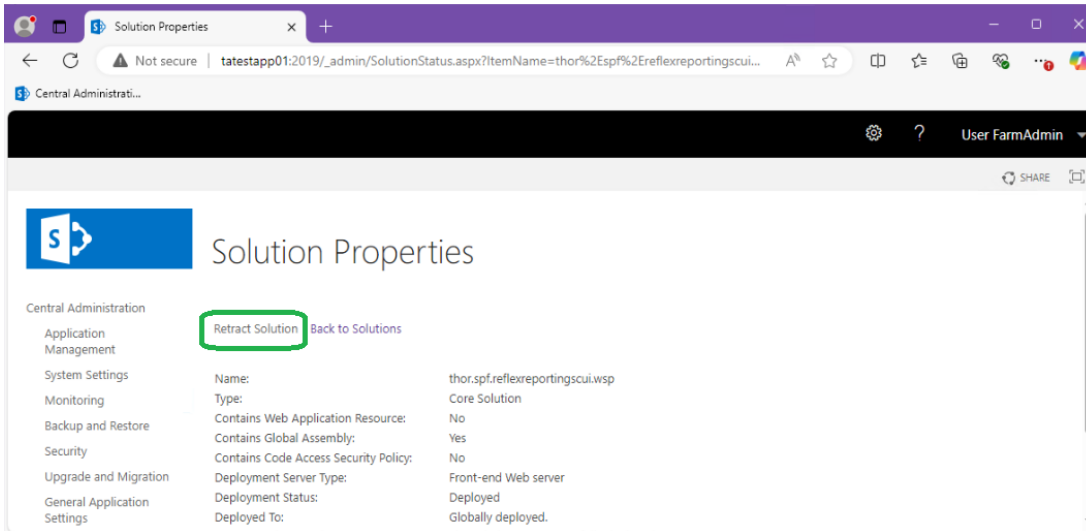 Solution Properties
Not secure | tatestapp01:2019/_admin/SolutionStatus.aspx?ItemName=thor%2Espf%2Ereflexreportingscui...
Central Administrati...
? User FarmAdmin
SHARE
S
Solution Properties
Central Administration
Application
Management
System Settings
Monitoring
Backup and Restore
Security
Upgrade and Migration
General Application
Settings
Retract Solution Back to Solutions
Name: thor.spf.reflexreportingscui.wsp
Type: Core Solution
Contains Web Application Resource: No
Contains Global Assembly: Yes
Contains Code Access Security Policy: No
Deployment Server Type: Front-end Web server
Deployment Status: Deployed
Deployed To: Globally deployed.